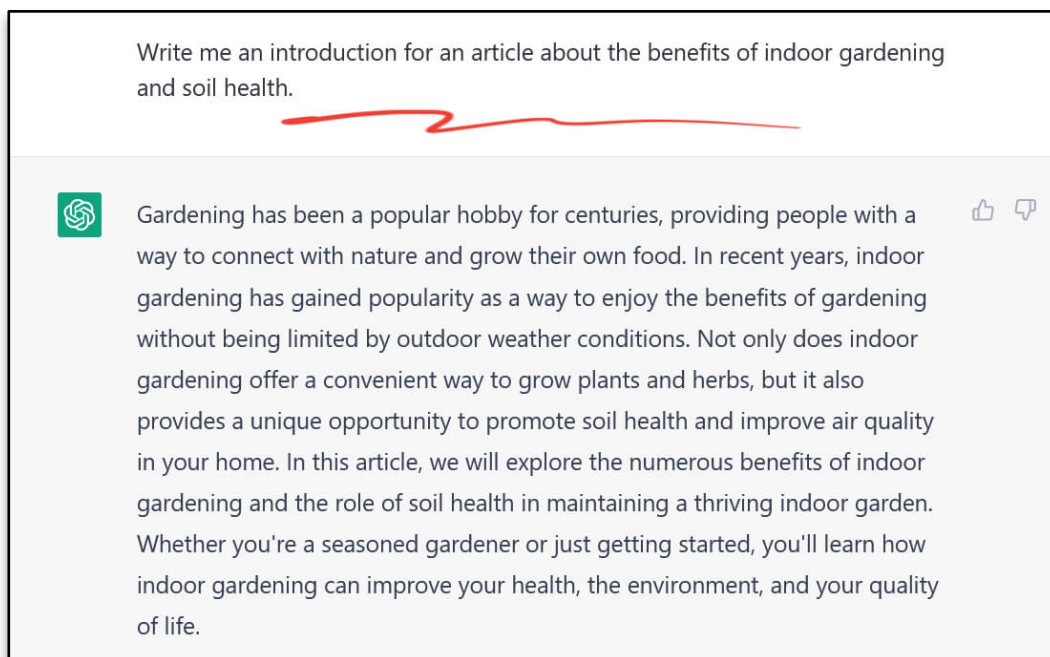 Write me an introduction for an article about the benefits of indoor gardening
and soil health.
Gardening has been a popular hobby for centuries, providing people with a
way to connect with nature and grow their own food. In recent years, indoor
gardening has gained popularity as a way to enjoy the benefits of gardening
without being limited by outdoor weather conditions. Not only does indoor
gardening offer a convenient way to grow plants and herbs, but it also
provides a unique opportunity to promote soil health and improve air quality
in your home. In this article, we will explore the numerous benefits of indoor
gardening and the role of soil health in maintaining a thriving indoor garden.
Whether you're a seasoned gardener or just getting started, you'll learn how
indoor gardening can improve your health, the environment, and your quality
of life.